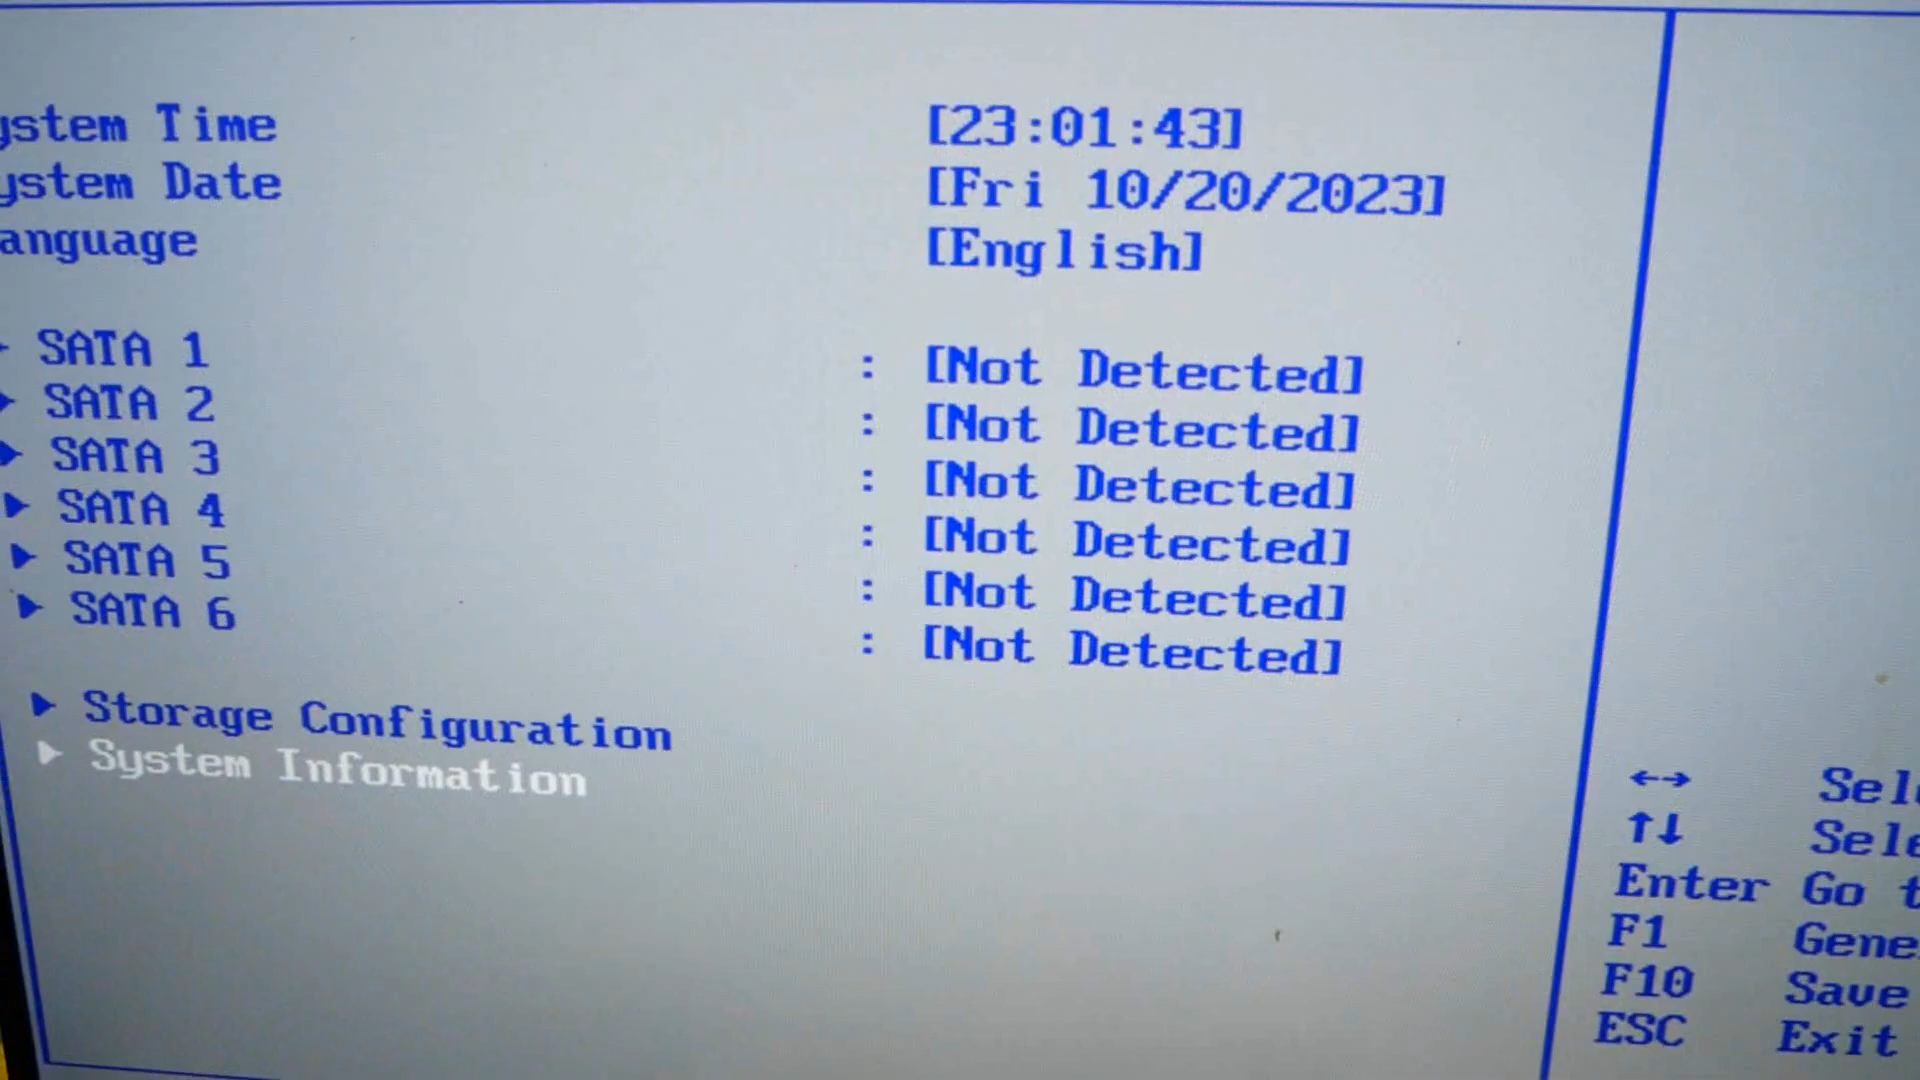 ystem Time [23:01:43]
ystem Date [Fri 10/20/2023]
anguage [English]
SATA 1 : [Not Detected]
SATA 2 : [Not Detected]
SATA 3 : [Not Detected]
SATA 4 : [Not Detected]
SATA 5 : [Not Detected]
SATA 6 : [Not Detected]
Storage Configuration
System Information
←→ Sel
↑↓ Sele
Enter Go t
F1 Gene
F10 Save
ESC Exit